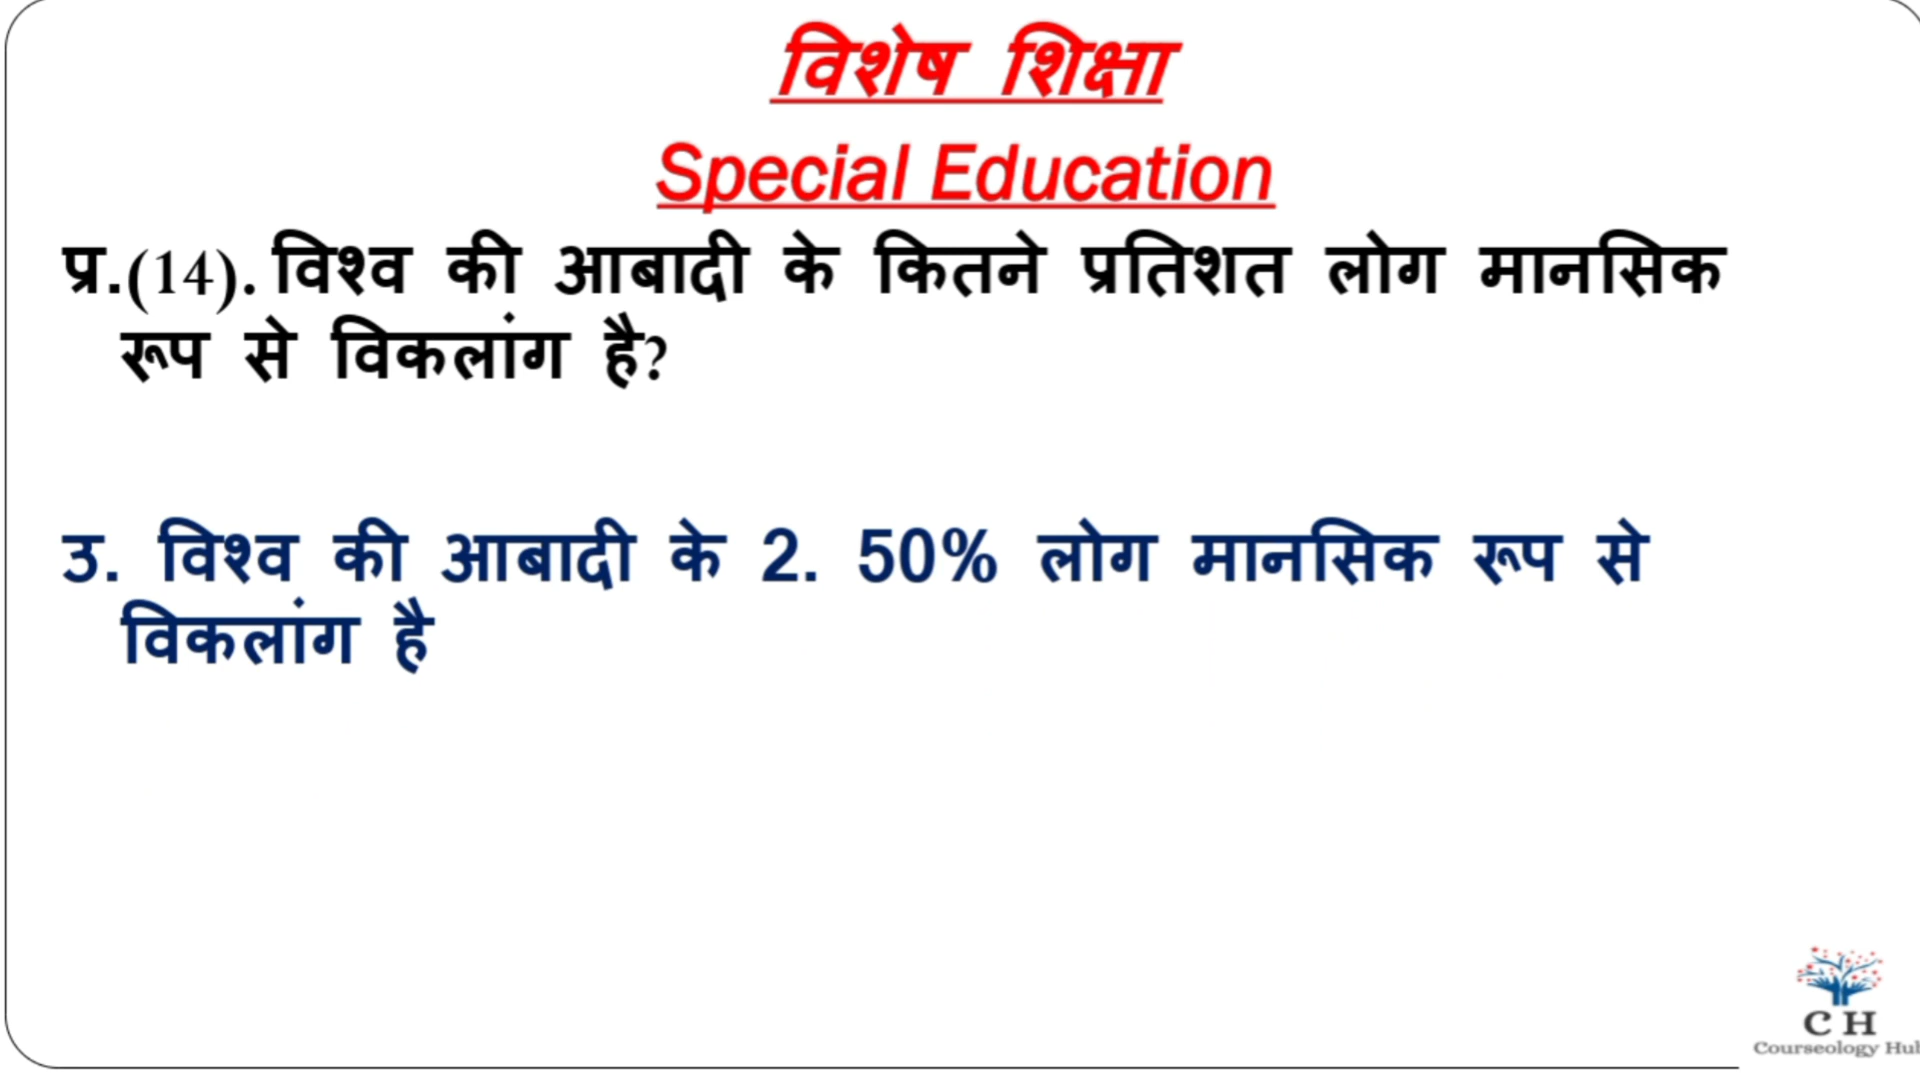 विशेष शिक्षा
Special Education
प्र.(14). विश्व की आबादी के कितने प्रतिशत लोग मानसिक
रूप से विकलांग है?
उ. विश्व की आबादी के 2. 50% लोग मानसिक रूप से
विकलांग है
C H
Courseology Hub